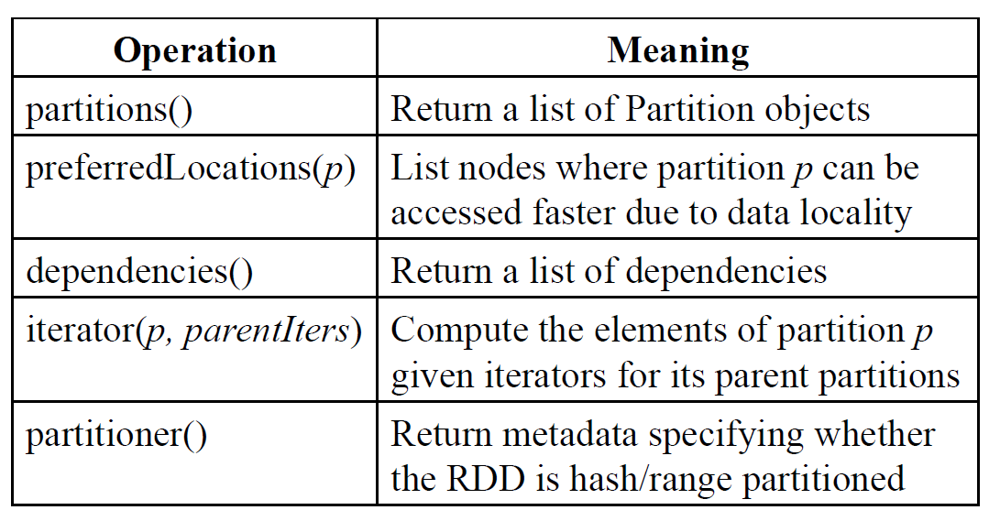 Operation Meaning
partitions() Return a list of Partition objects
preferredLocations(p) List nodes where partition p can be
accessed faster due to data locality
dependencies() Return a list of dependencies
iterator(p, parentIters) Compute the elements of partition p
given iterators for its parent partitions
partitioner() Return metadata specifying whether
the RDD is hash/range partitioned